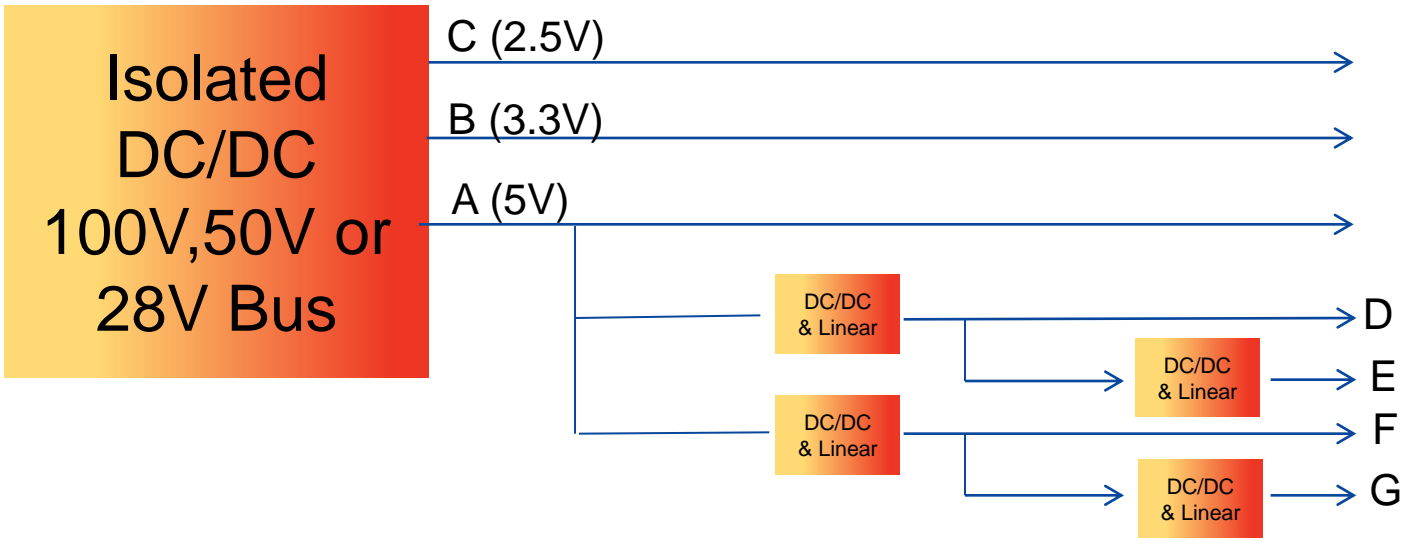 Isolated
DC/DC
100V,50V or
28V Bus
C (2.5V)
B (3.3V)
A (5V)
DC/DC
& Linear
D
DC/DC
& Linear
E
DC/DC
& Linear
F
DC/DC
& Linear
G